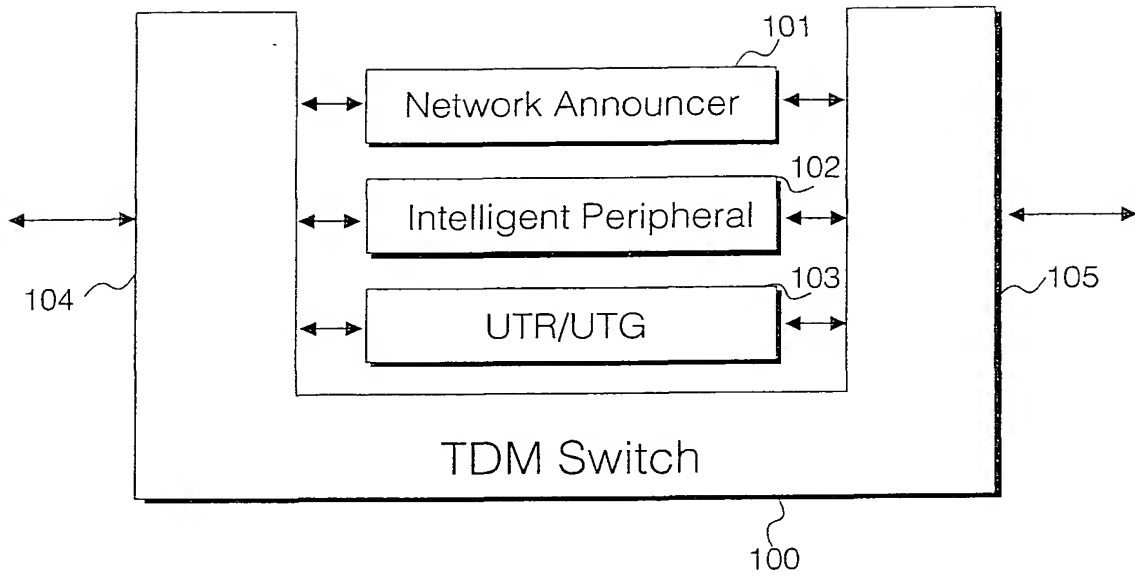 101
Network Announcer
102
Intelligent Peripheral
103
104
105
UTR/UTG
TDM Switch
100